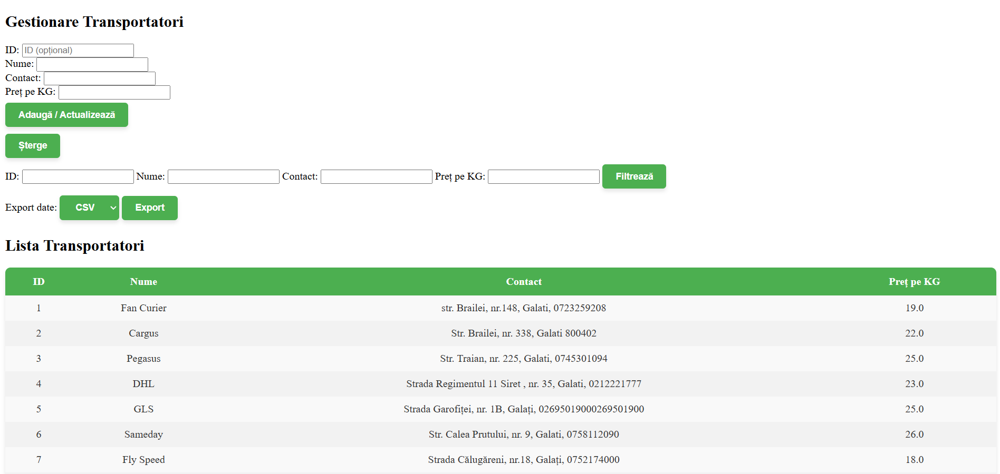 Gestionare Transportatori
ID: ID (opțional)
Nume:
Contact:
Preț pe KG:
Adaugă / Actualizează
Șterge
ID: Nume: Contact: Preț pe KG: Filtrează
Export date: CSV Export
Lista Transportatori
ID Nume Contact Preț pe KG
1 Fan Curier str. Brailei, nr.148, Galati, 0723259208 19.0
2 Cargus Str. Brailei, nr. 338, Galati 800402 22.0
3 Pegasus Str. Traian, nr. 225, Galati, 0745301094 25.0
4 DHL Strada Regimentul 11 Siret , nr. 35, Galati, 0212221777 23.0
5 GLS Strada Garofiței, nr. 1B, Galați, 02695019000269501900 25.0
6 Sameday Str. Calea Prutului, nr. 9, Galati, 0758112090 26.0
7 Fly Speed Strada Călugăreni, nr.18, Galați, 0752174000 18.0